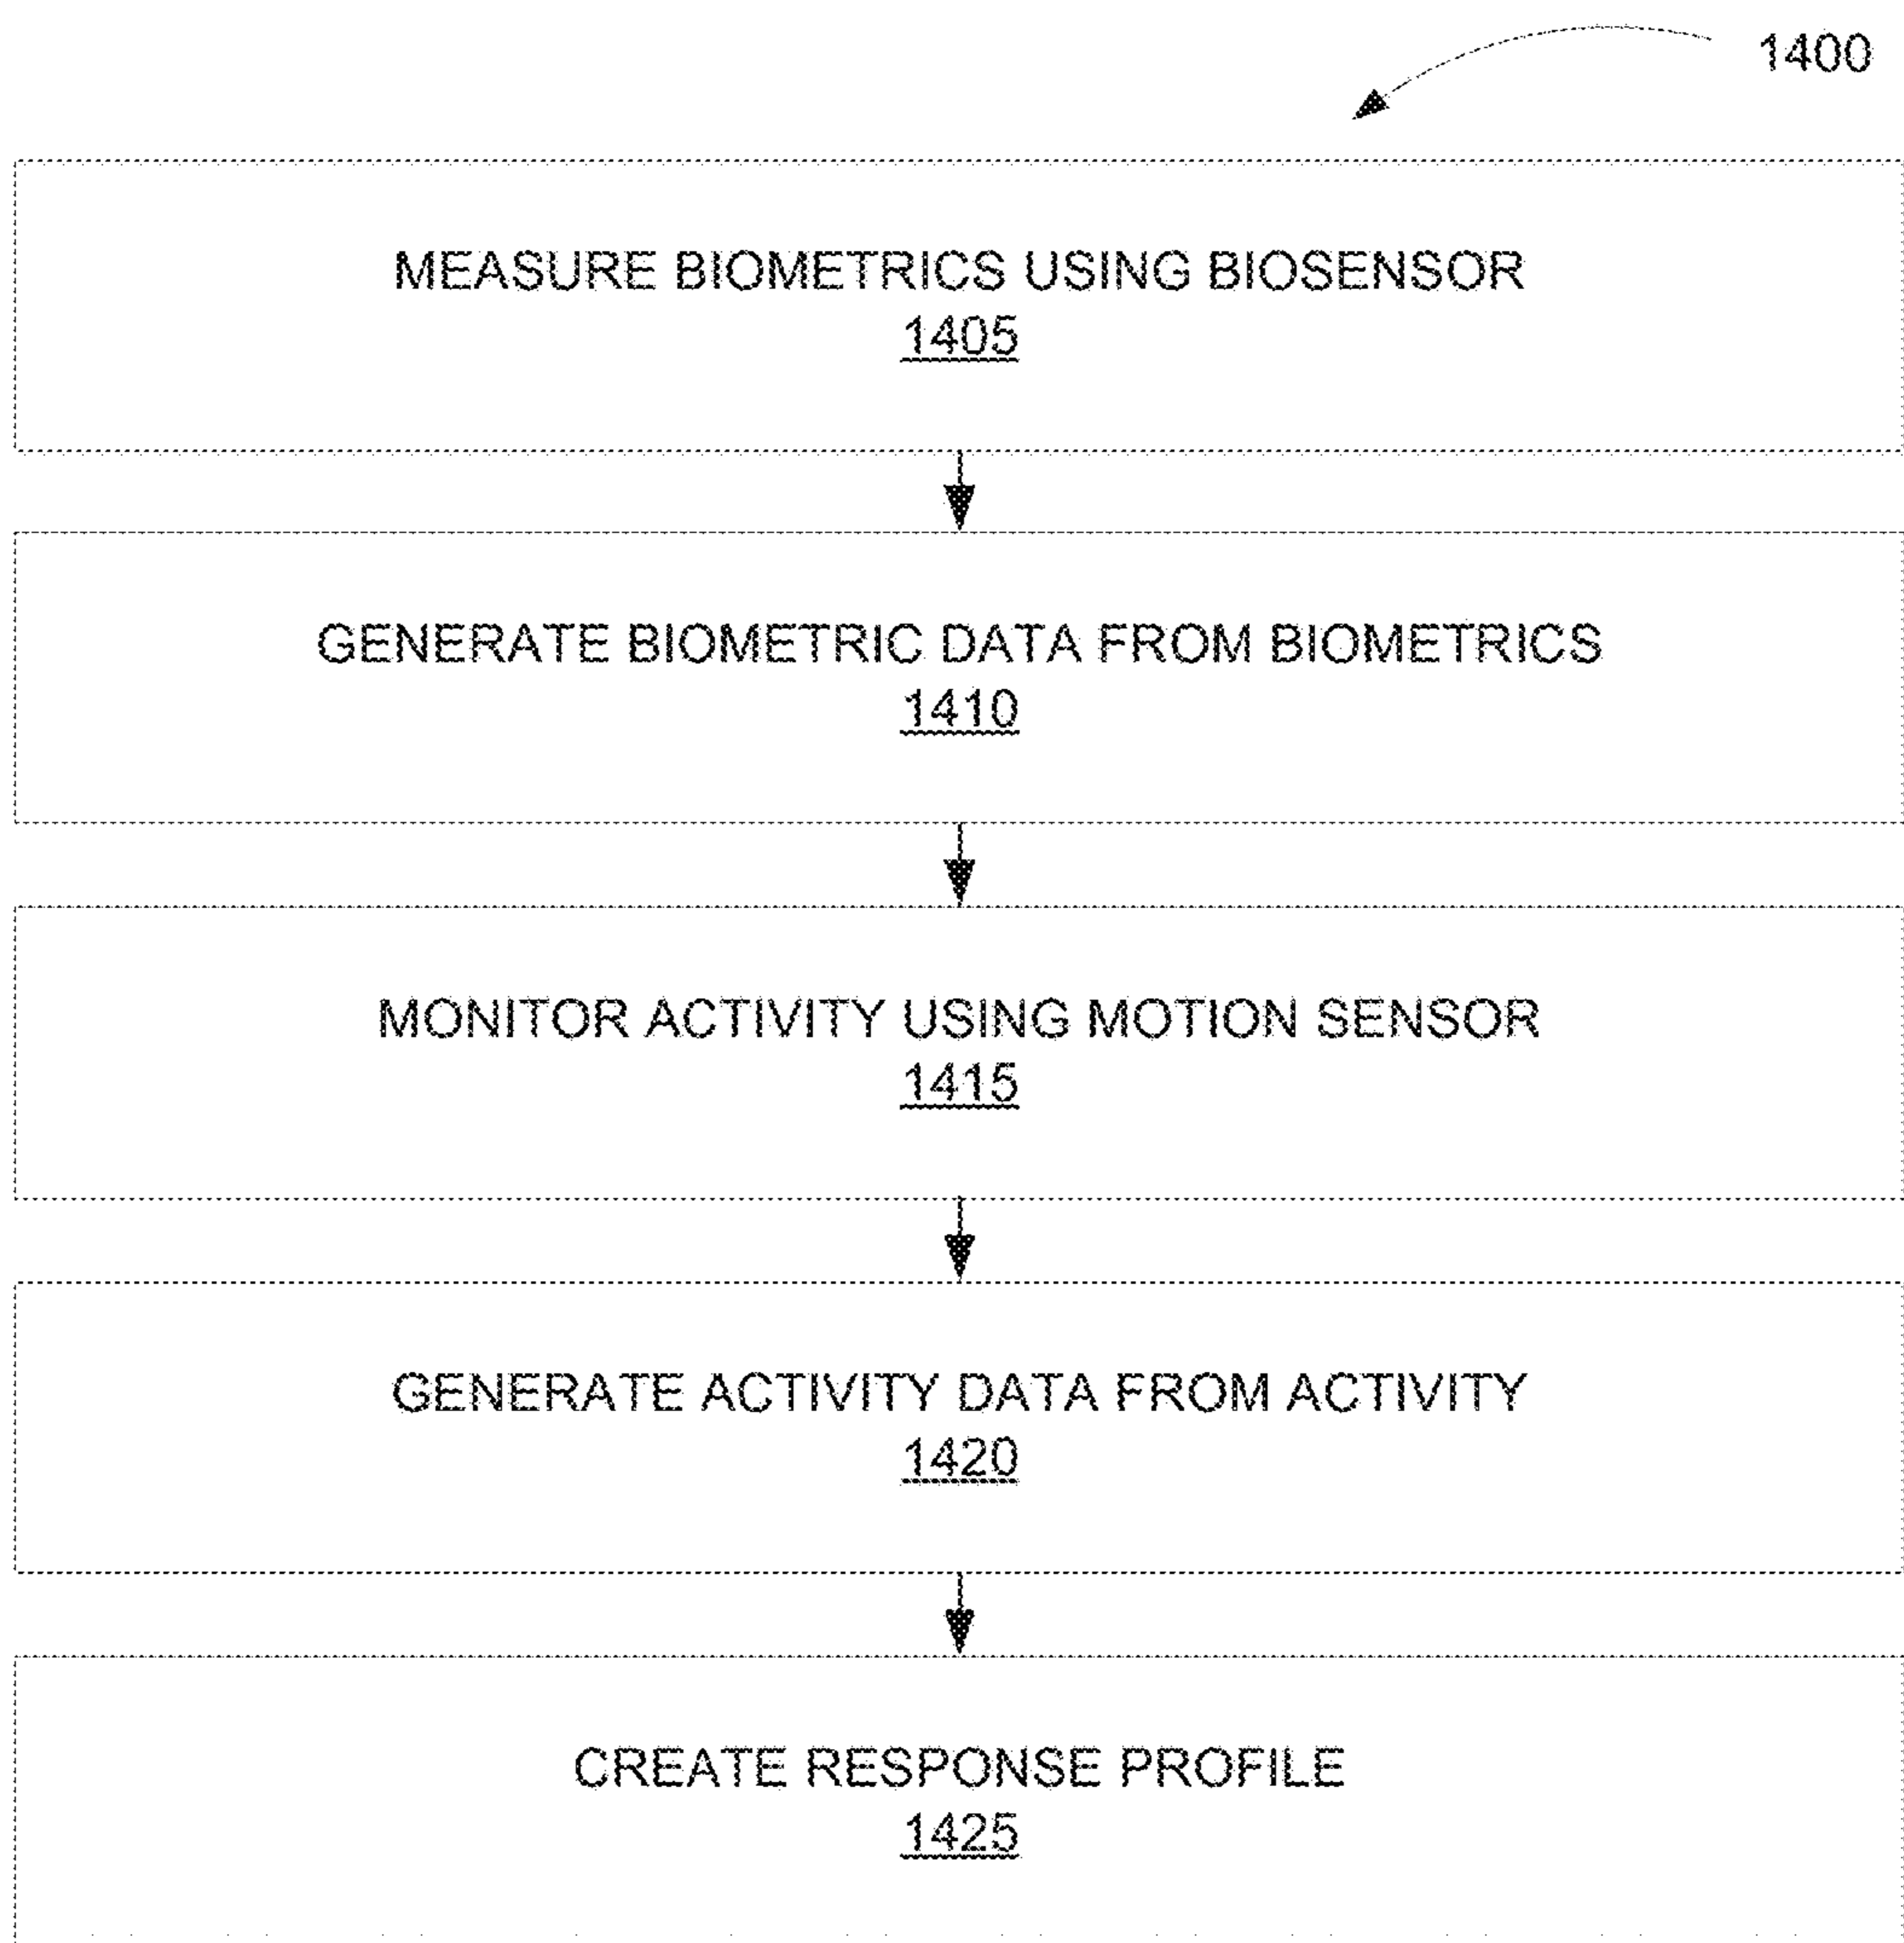 1400
MEASURE BIOMETRICS USING BIOSENSOR
1405
GENERATE BIOMETRIC DATA FROM BIOMETRICS
1410
MONITOR ACTIVITY USING MOTION SENSOR
1415
GENERATE ACTIVITY DATA FROM ACTIVITY
1420
CREATE RESPONSE PROFILE
1425